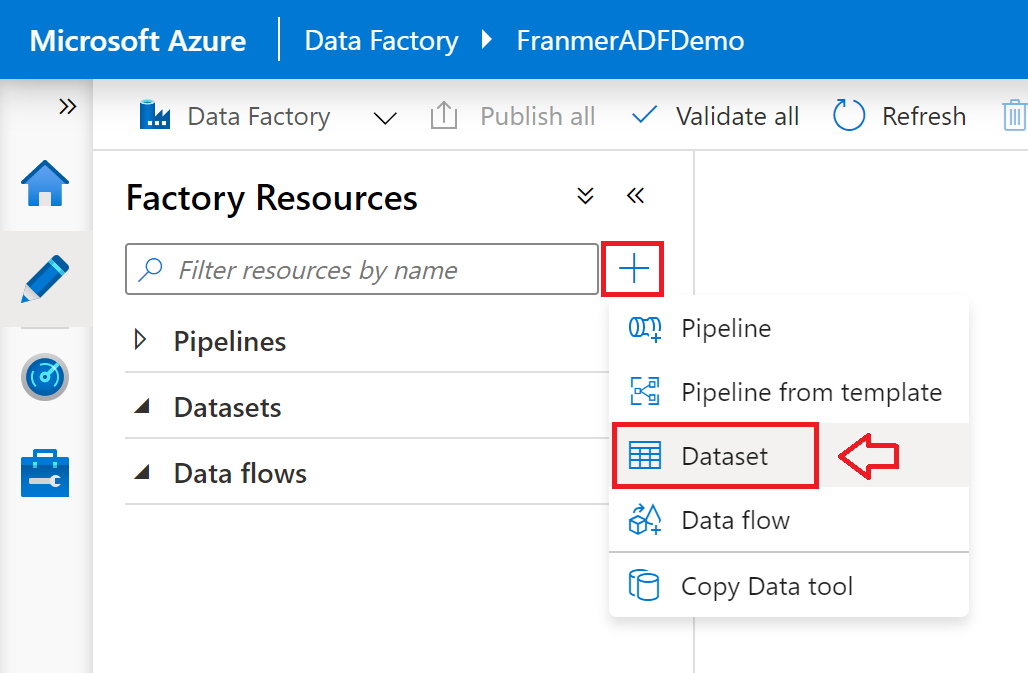 Microsoft Azure Data Factory FranmerADFDemo
Data Factory Publish all Validate all Refresh
Factory Resources
Filter resources by name
Pipelines
Datasets
Data flows
Pipeline
Pipeline from template
Dataset
Data flow
Copy Data tool